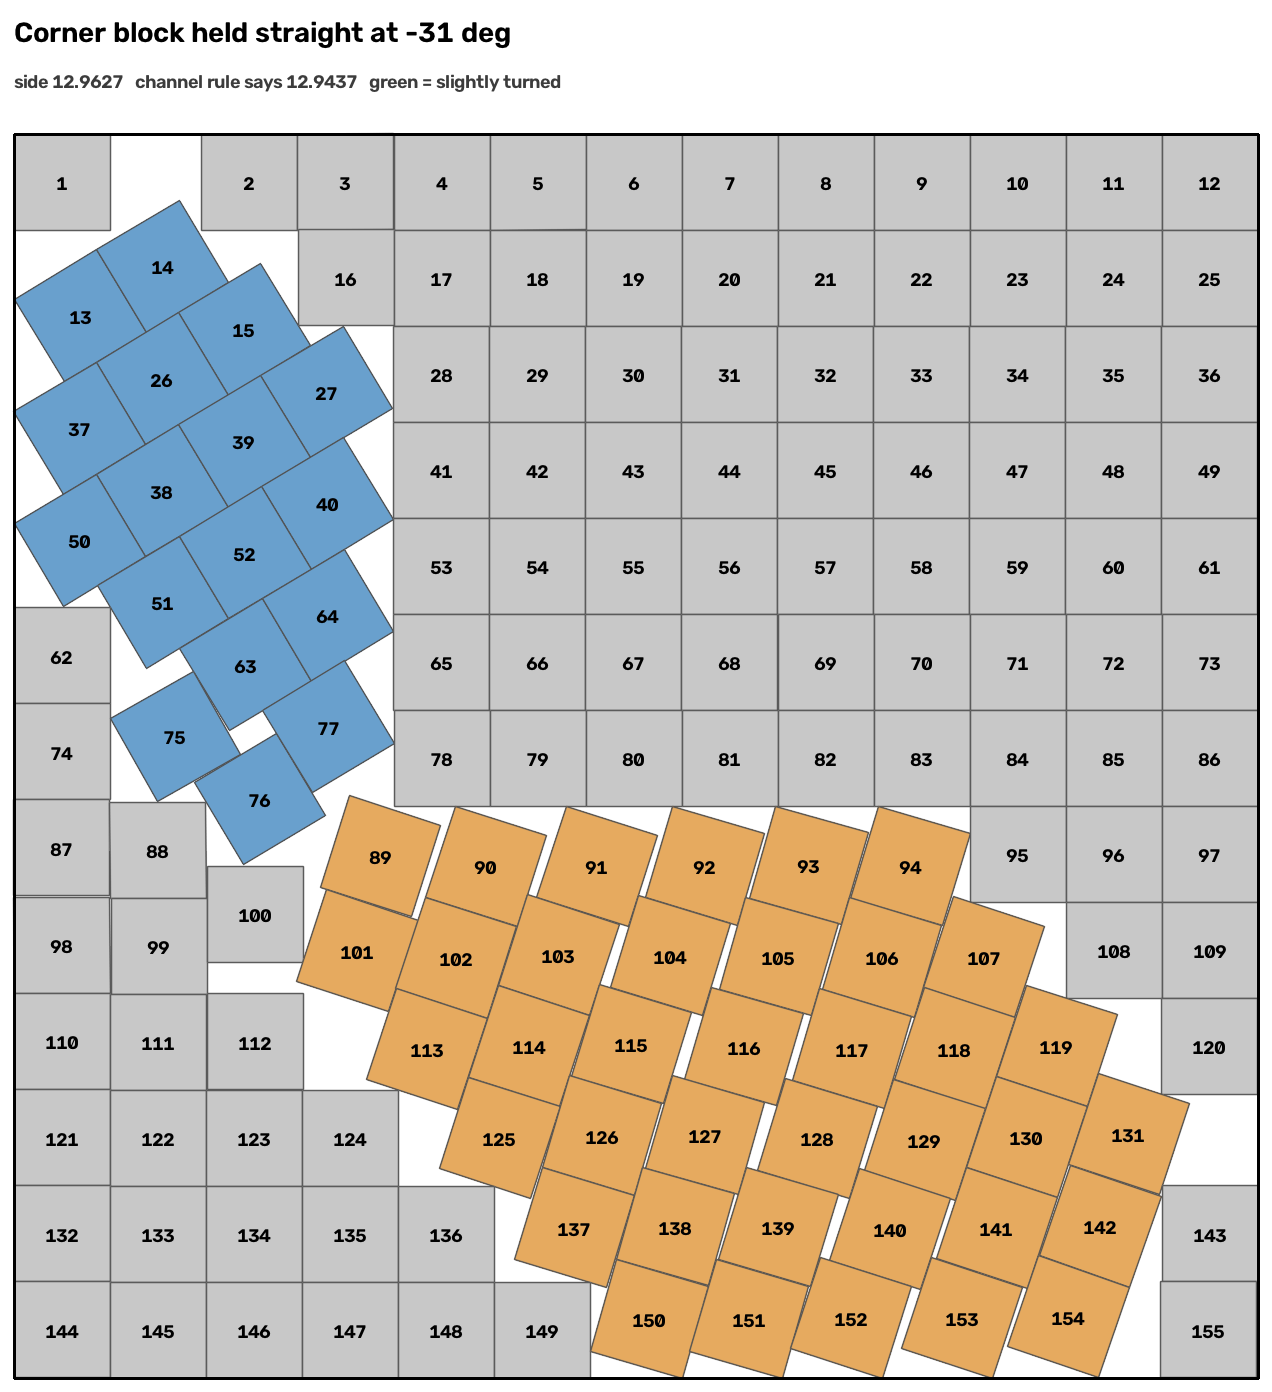 Corner block held straight at -31 deg
side 12.9627 channel rule says 12.9437 green = slightly turned
1 2 3 4 5 6 7 8 9 10 11 12
13 14 15 16 17 18 19 20 21 22 23 24 25
26 27 28 29 30 31 32 33 34 35 36
37 38 39 40 41 42 43 44 45 46 47 48 49
50 51 52 53 54 55 56 57 58 59 60 61
62 63 64 65 66 67 68 69 70 71 72 73
74 75 76 77 78 79 80 81 82 83 84 85 86
87 88 89 90 91 92 93 94 95 96 97
98 99 100 101 102 103 104 105 106 107 108 109
110 111 112 113 114 115 116 117 118 119 120
121 122 123 124 125 126 127 128 129 130 131
132 133 134 135 136 137 138 139 140 141 142 143
144 145 146 147 148 149 150 151 152 153 154 155